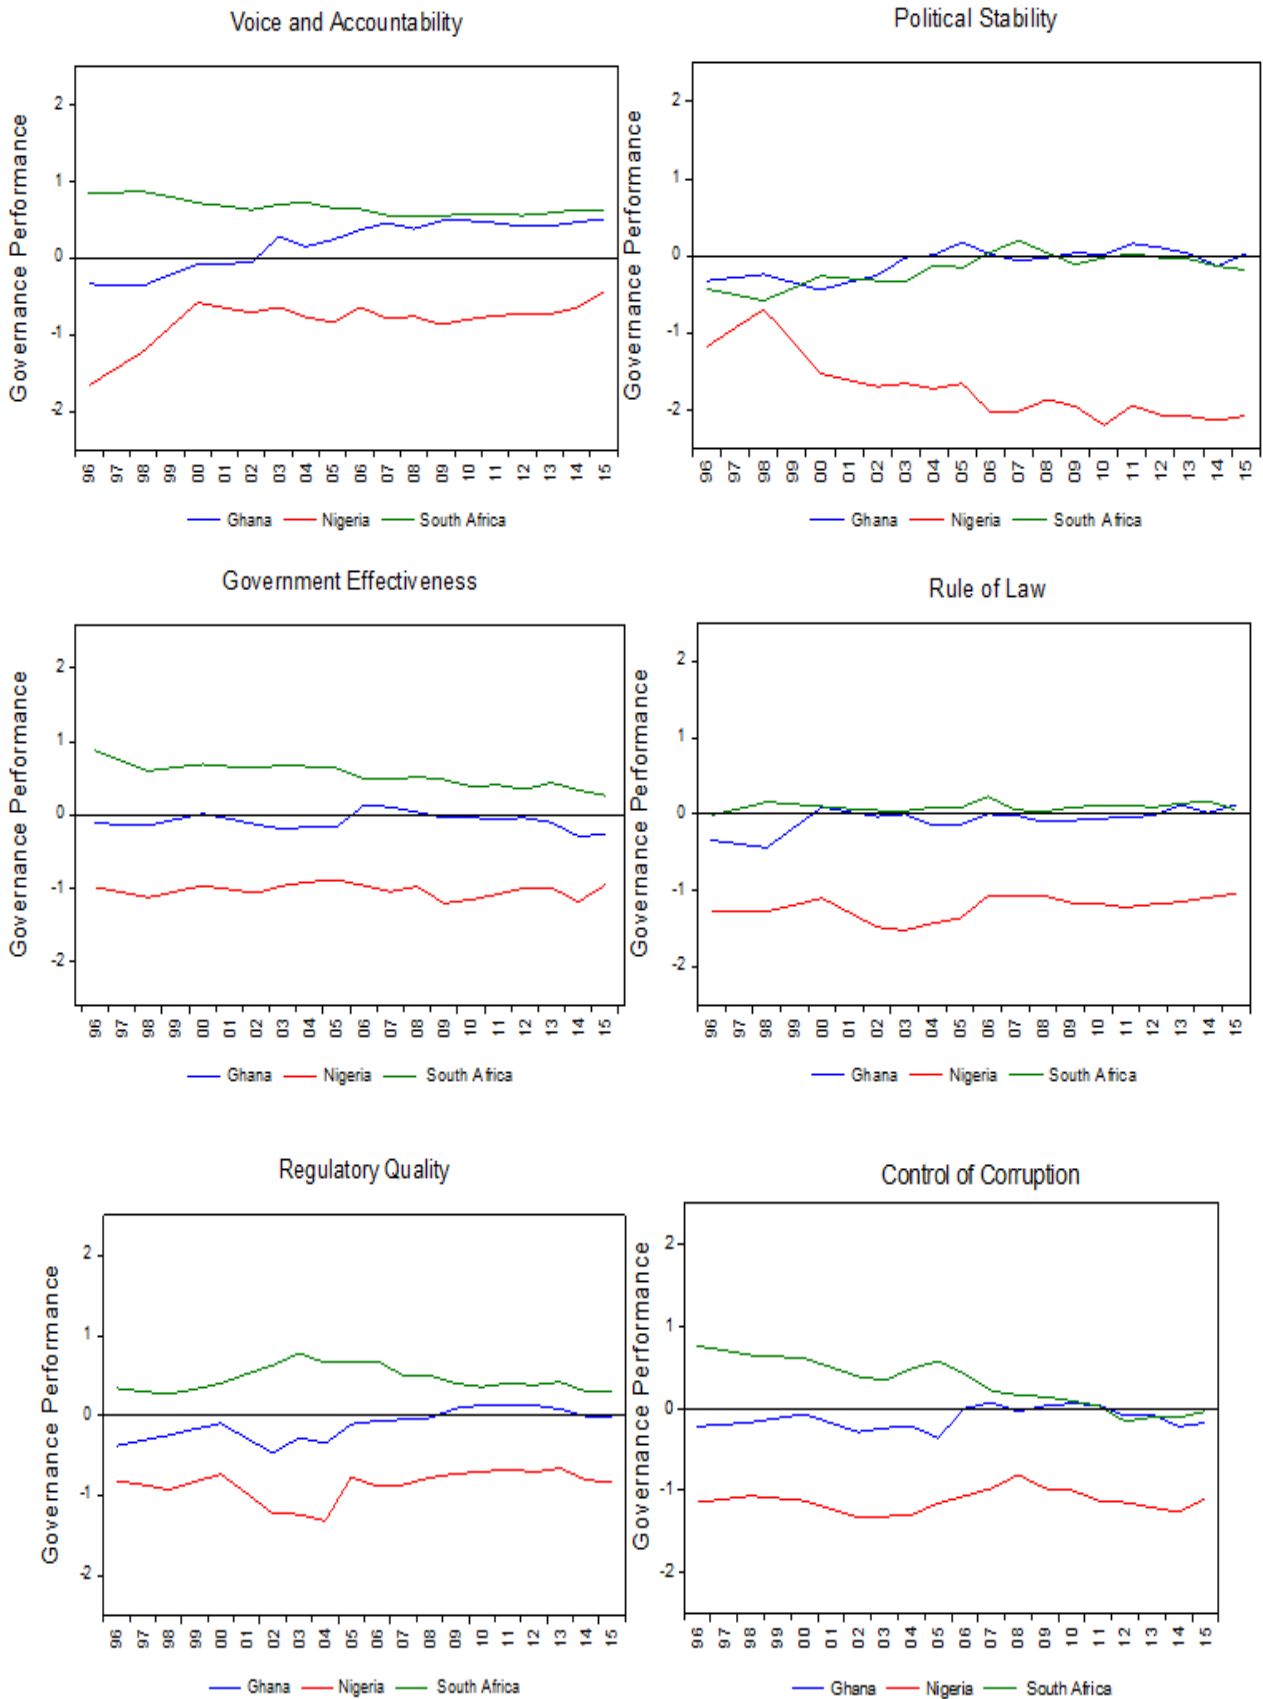 Voice and Accountability
Governance Performance
2
1
0
-1
-2
96 97 98 99 00 01 02 03 04 05 06 07 08 09 10 11 12 13 14 15
Ghana Nigeria South Africa
Political Stability
Governance Performance
2
1
0
-1
-2
96 97 98 99 00 01 02 03 04 05 06 07 08 09 10 11 12 13 14 15
Ghana Nigeria South Africa
Government Effectiveness
Governance Performance
2
1
0
-1
-2
96 97 98 99 00 01 02 03 04 05 06 07 08 09 10 11 12 13 14 15
Ghana Nigeria South Africa
Rule of Law
Governance Performance
2
1
0
-1
-2
96 97 98 99 00 01 02 03 04 05 06 07 08 09 10 11 12 13 14 15
Ghana Nigeria South Africa
Regulatory Quality
Governance Performance
2
1
0
-1
-2
96 97 98 99 00 01 02 03 04 05 06 07 08 09 10 11 12 13 14 15
Ghana Nigeria South Africa
Control of Corruption
Governance Performance
2
1
0
-1
-2
96 97 98 99 00 01 02 03 04 05 06 07 08 09 10 11 12 13 14 15
Ghana Nigeria South Africa